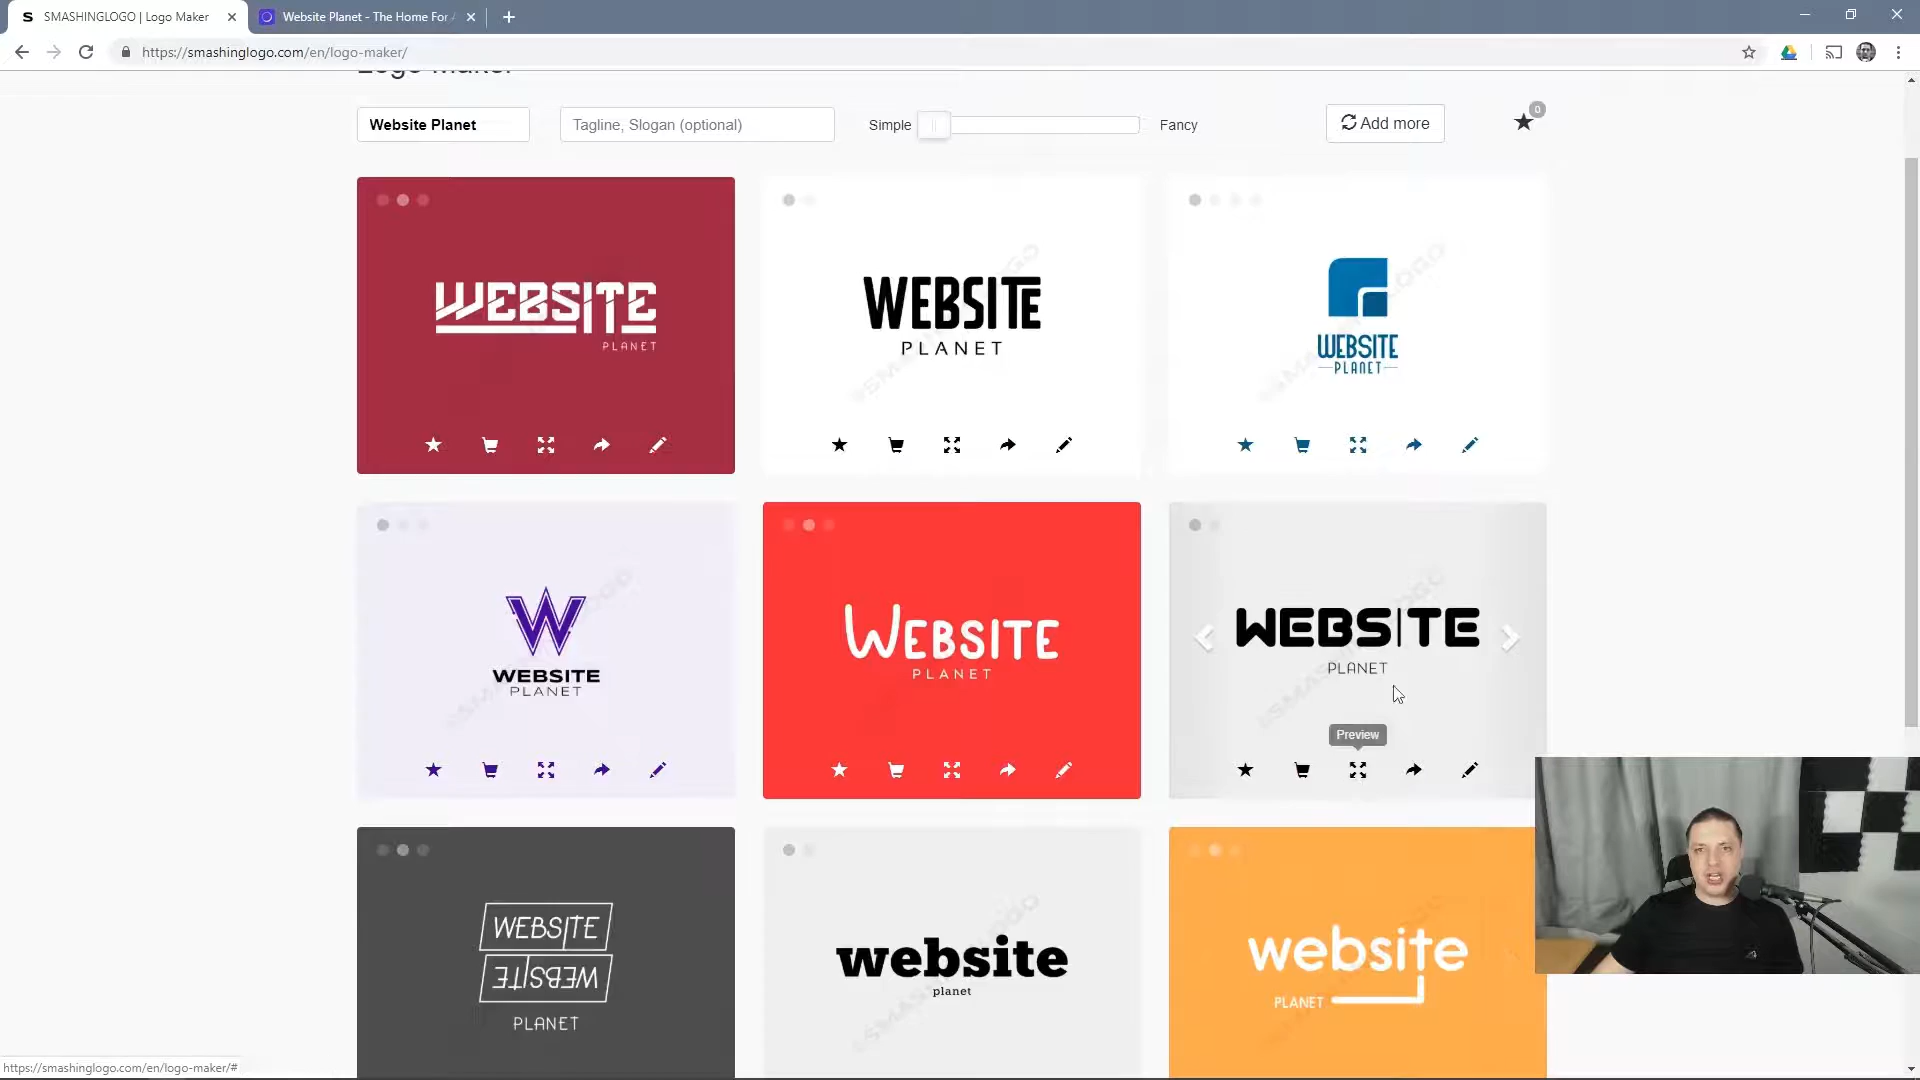 S SMASHINGLOGO | Logo Maker
Website Planet - The Home For
https://smashinglogo.com/en/logo-maker/
Logo Maker
Website Planet
Tagline, Slogan (optional)
Simple
Fancy
Add more
0
WEBSITE
PLANET
WEBSITE
PLANET
WEBSITE
PLANET
W
WEBSITE
PLANET
WEBSITE
PLANET
WEBSITE
PLANET
Preview
WEBSITE
WEBSITE
PLANET
website
planet
website
PLANET
https://smashinglogo.com/en/logo-maker/#